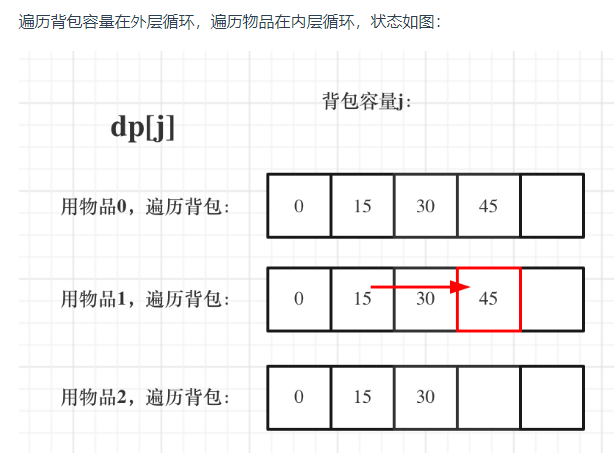 遍历背包容量在外层循环，遍历物品在内层循环，状态如图：
背包容量j：
dp[j]
用物品0，遍历背包： 0 15 30 45
用物品1，遍历背包： 0 15 30 45
用物品2，遍历背包： 0 15 30